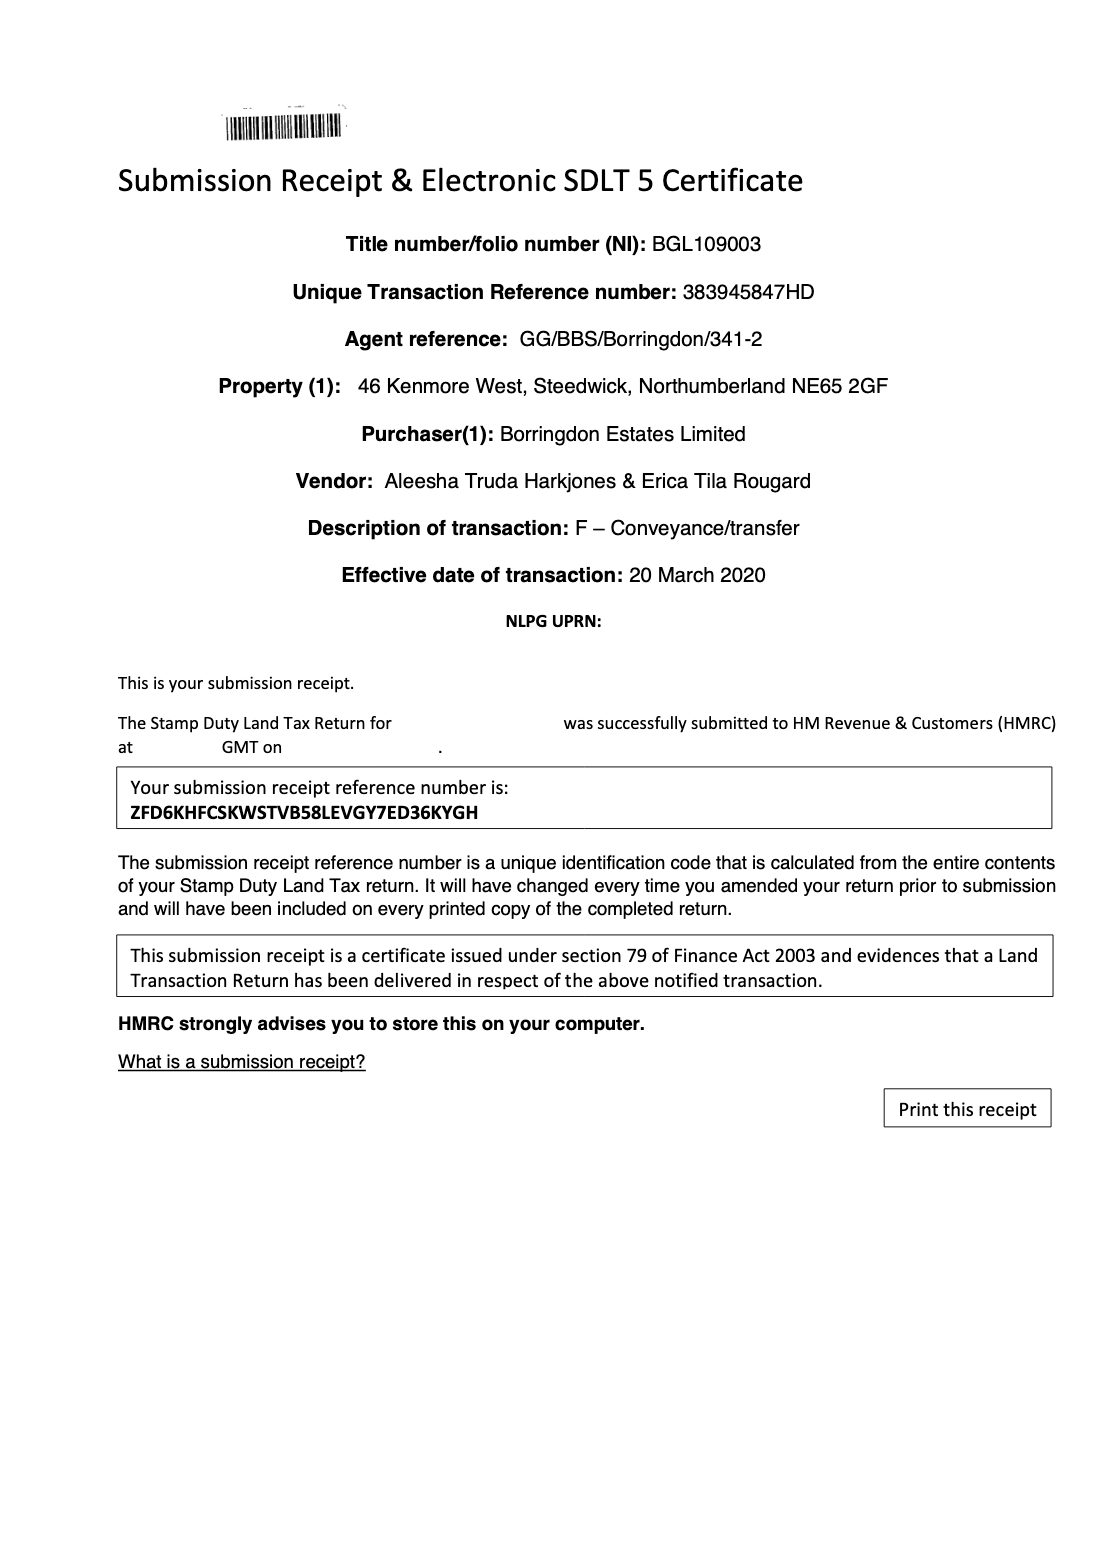 Submission Receipt & Electronic SDLT 5 Certificate
Title number/folio number (NI): BGL109003
Unique Transaction Reference number: 383945847HD
Agent reference: GG/BBS/Borringdon/341-2
Property (1): 46 Kenmore West, Steedwick, Northumberland NE65 2GF
Purchaser(1): Borringdon Estates Limited
Vendor: Aleesha Truda Harkjones & Erica Tila Rougard
Description of transaction: F – Conveyance/transfer
Effective date of transaction: 20 March 2020
NLPG UPRN:
This is your submission receipt.
The Stamp Duty Land Tax Return for was successfully submitted to HM Revenue & Customers (HMRC)
at GMT on .
Your submission receipt reference number is:
ZFD6KHFCSKWSTVB58LEVGY7ED36KYGH
The submission receipt reference number is a unique identification code that is calculated from the entire contents
of your Stamp Duty Land Tax return. It will have changed every time you amended your return prior to submission
and will have been included on every printed copy of the completed return.
This submission receipt is a certificate issued under section 79 of Finance Act 2003 and evidences that a Land
Transaction Return has been delivered in respect of the above notified transaction.
HMRC strongly advises you to store this on your computer.
What is a submission receipt?
Print this receipt